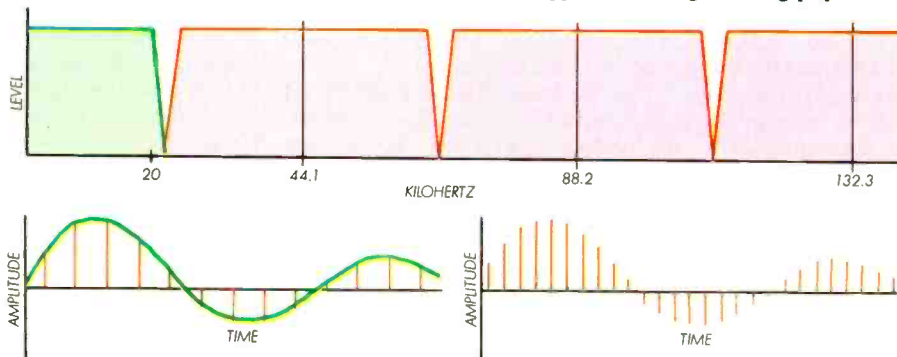 LEVEL
20
44.1
88.2
132.3
KILOHERTZ
AMPLITUDE
TIME
AMPLITUDE
TIME